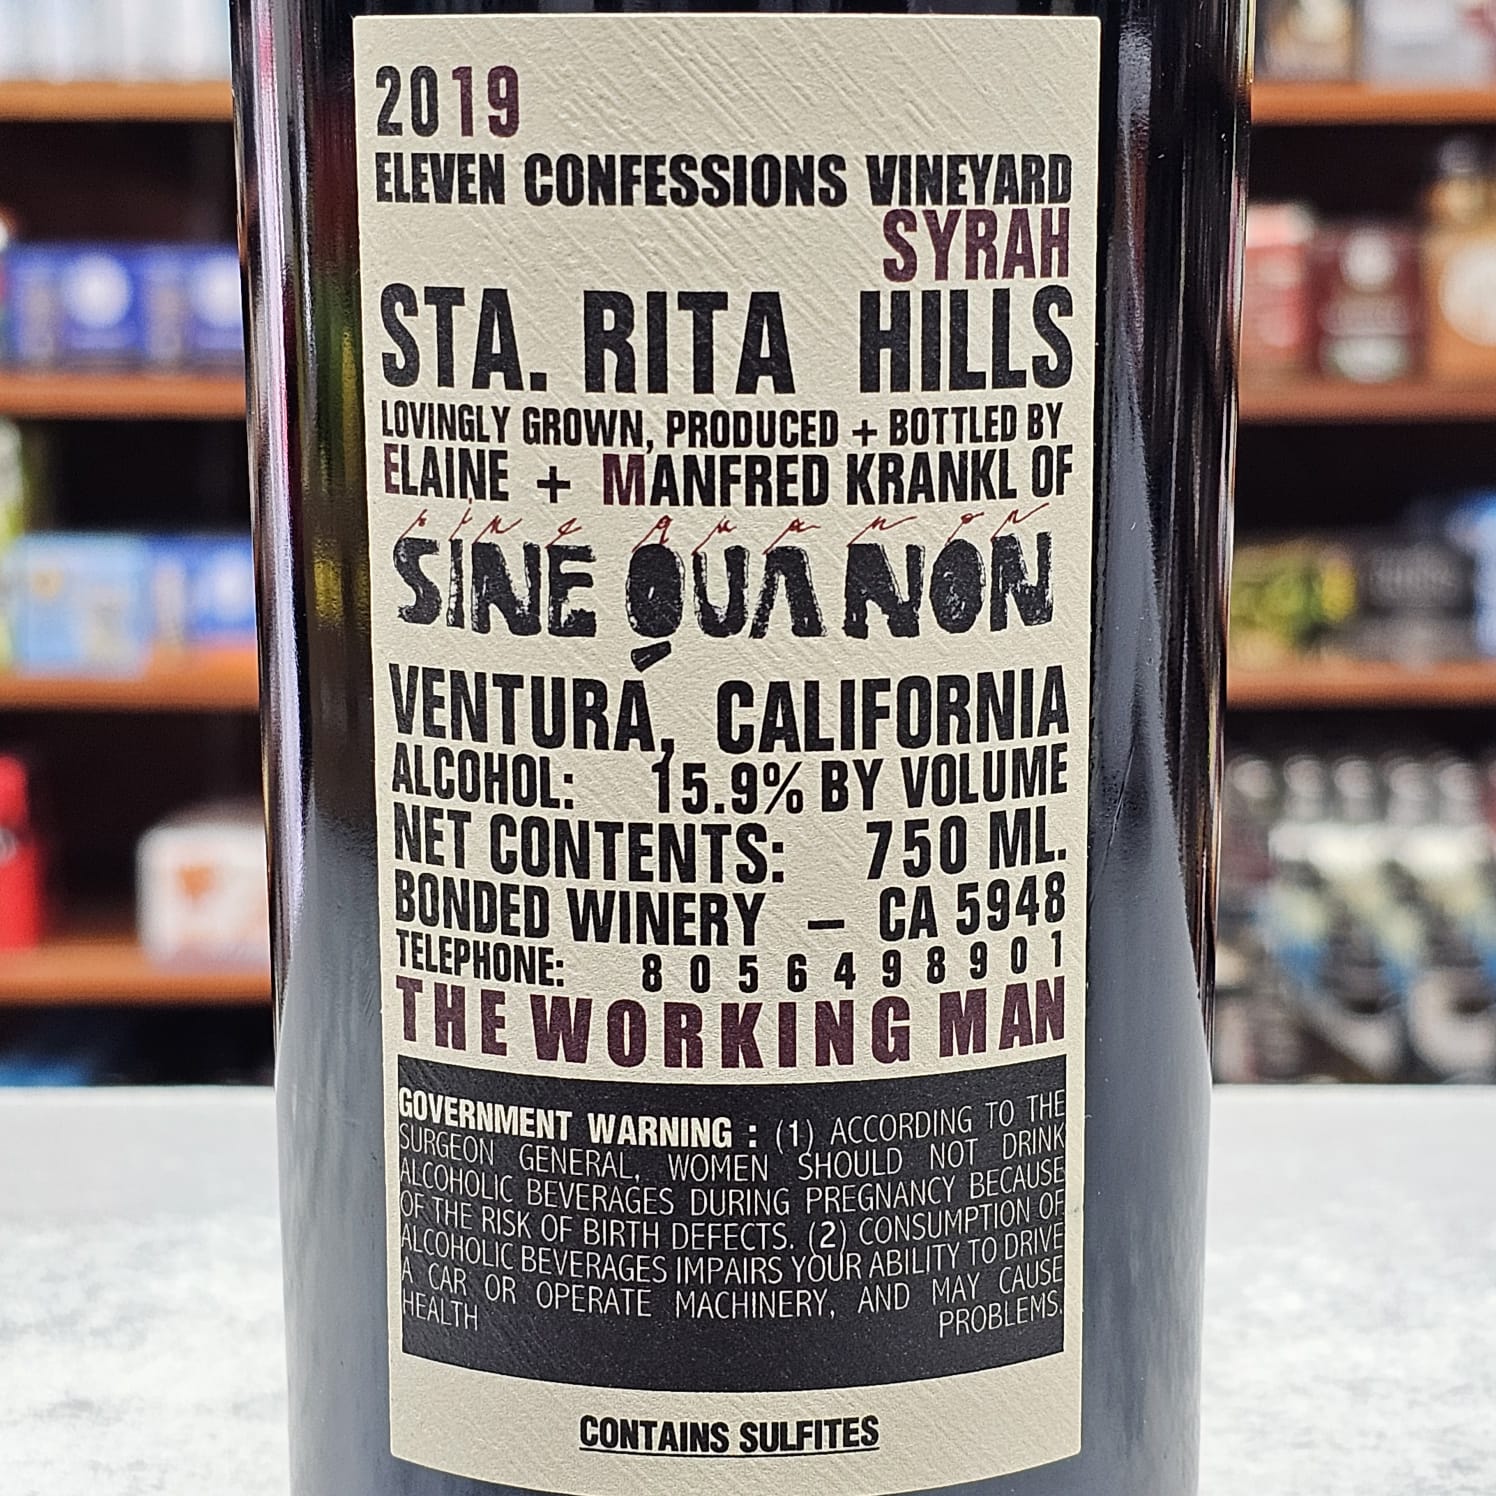 2019
ELEVEN CONFESSIONS VINEYARD
SYRAH
STA. RITA HILLS
LOVINGLY GROWN, PRODUCED + BOTTLED BY
ELAINE + MANFRED KRANKL OF
sine qua non
SINE QUA NON
VENTURA, CALIFORNIA
ALCOHOL: 15.9% BY VOLUME
NET CONTENTS: 750 ML.
BONDED WINERY – CA 5948
TELEPHONE: 8056498901
THE WORKING MAN
GOVERNMENT WARNING : (1) ACCORDING TO THE
SURGEON GENERAL, WOMEN SHOULD NOT DRINK
ALCOHOLIC BEVERAGES DURING PREGNANCY BECAUSE
OF THE RISK OF BIRTH DEFECTS. (2) CONSUMPTION OF
ALCOHOLIC BEVERAGES IMPAIRS YOUR ABILITY TO DRIVE
A CAR OR OPERATE MACHINERY, AND MAY CAUSE
HEALTH PROBLEMS.
CONTAINS SULFITES